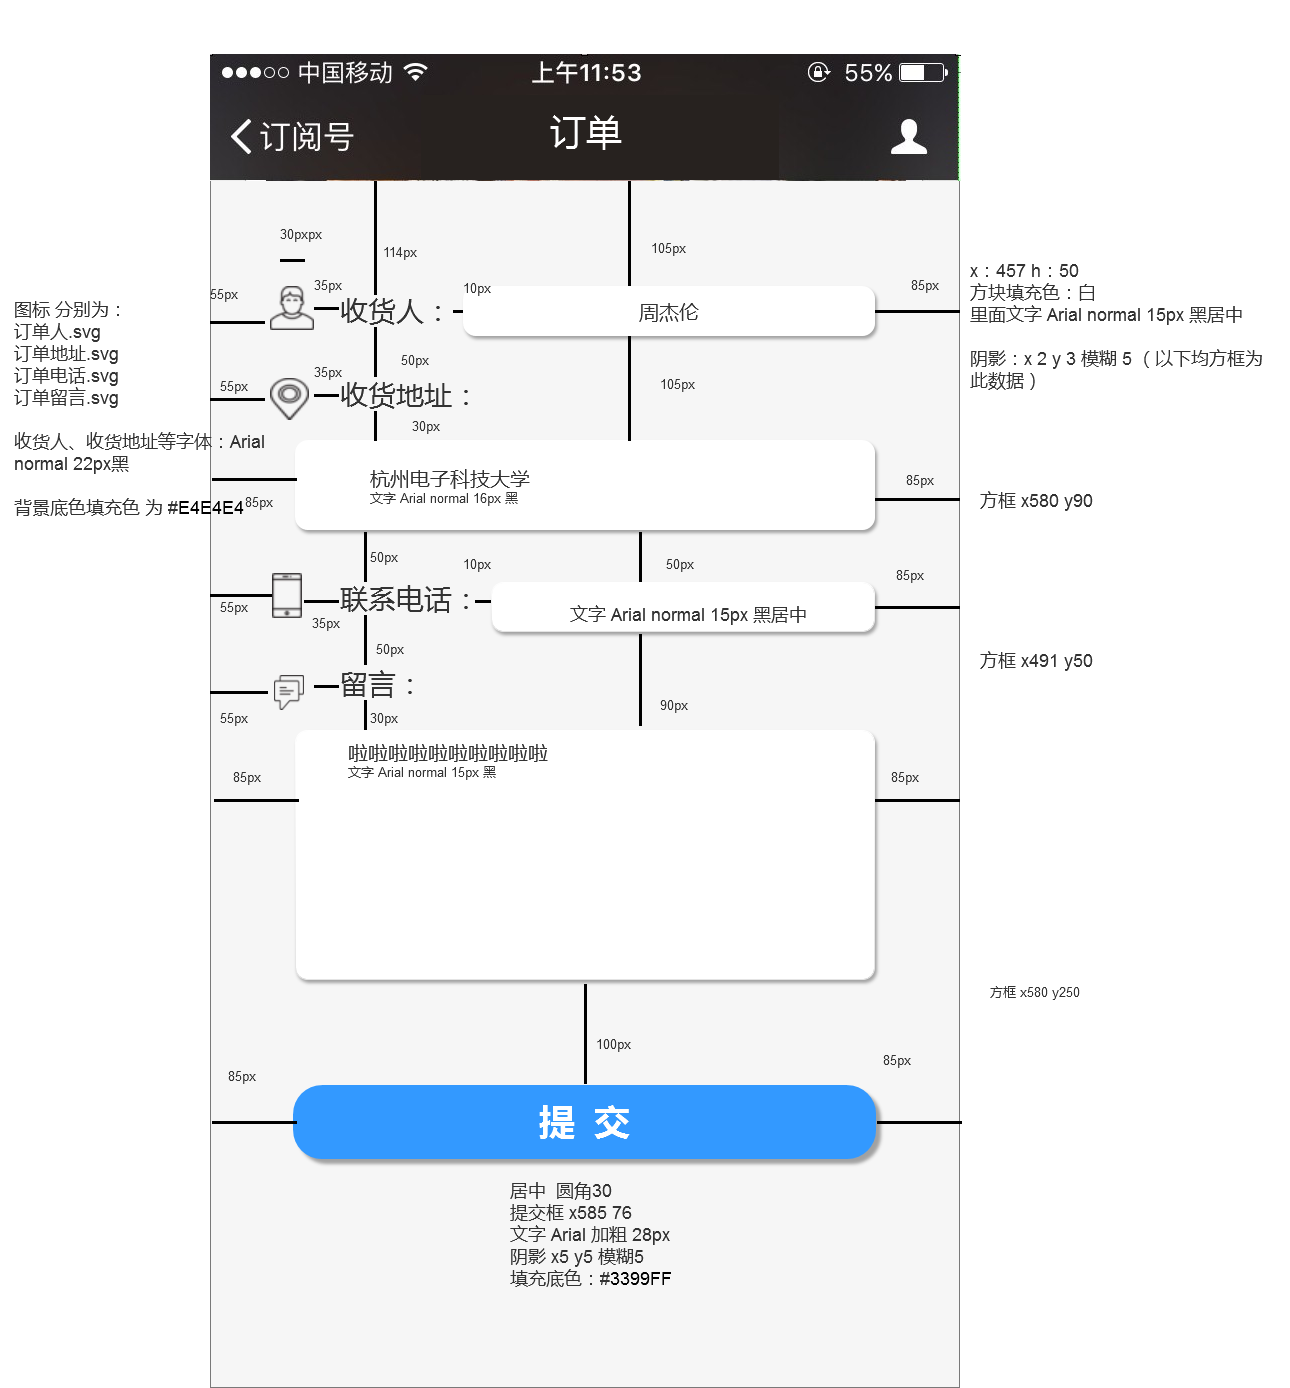 中国移动 上午11:53 55%
订阅号 订单
30pxpx
114px
105px
55px
35px
收货人：
10px
周杰伦
85px
x：457 h：50
方块填充色：白
里面文字 Arial normal 15px 黑居中
阴影：x 2 y 3 模糊 5 （以下均方框为
此数据）
图标 分别为：
订单人.svg
订单地址.svg
订单电话.svg
订单留言.svg
收货人、收货地址等字体：Arial
normal 22px黑
背景底色填充色 为 #E4E4E4
50px
35px
55px
收货地址：
105px
30px
85px
杭州电子科技大学
文字 Arial normal 16px 黑
85px
方框 x580 y90
50px
10px
50px
85px
55px
35px
联系电话：
文字 Arial normal 15px 黑居中
方框 x491 y50
50px
留言：
55px
30px
90px
85px
啦啦啦啦啦啦啦啦啦啦
文字 Arial normal 15px 黑
85px
方框 x580 y250
100px
85px
85px
提 交
居中 圆角30
提交框 x585 76
文字 Arial 加粗 28px
阴影 x5 y5 模糊5
填充底色：#3399FF